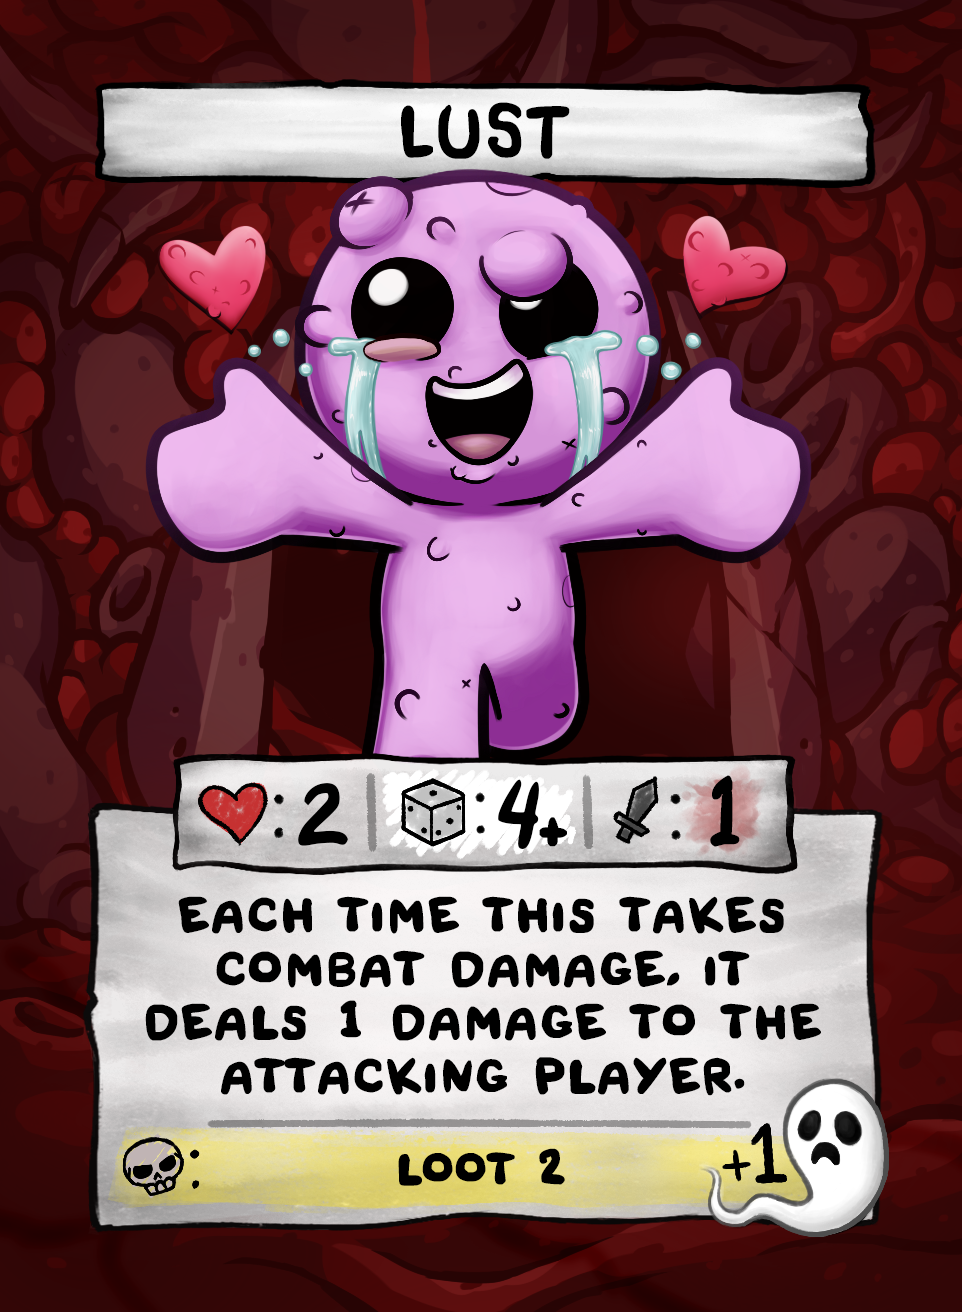 LUST
:2 :4+ :1
EACH TIME THIS TAKES
COMBAT DAMAGE, IT
DEALS 1 DAMAGE TO THE
ATTACKING PLAYER.
: LOOT 2 +1